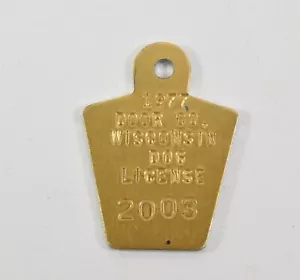 1977
DOOR CO.
WISCONSIN
DOG
LICENSE
2003